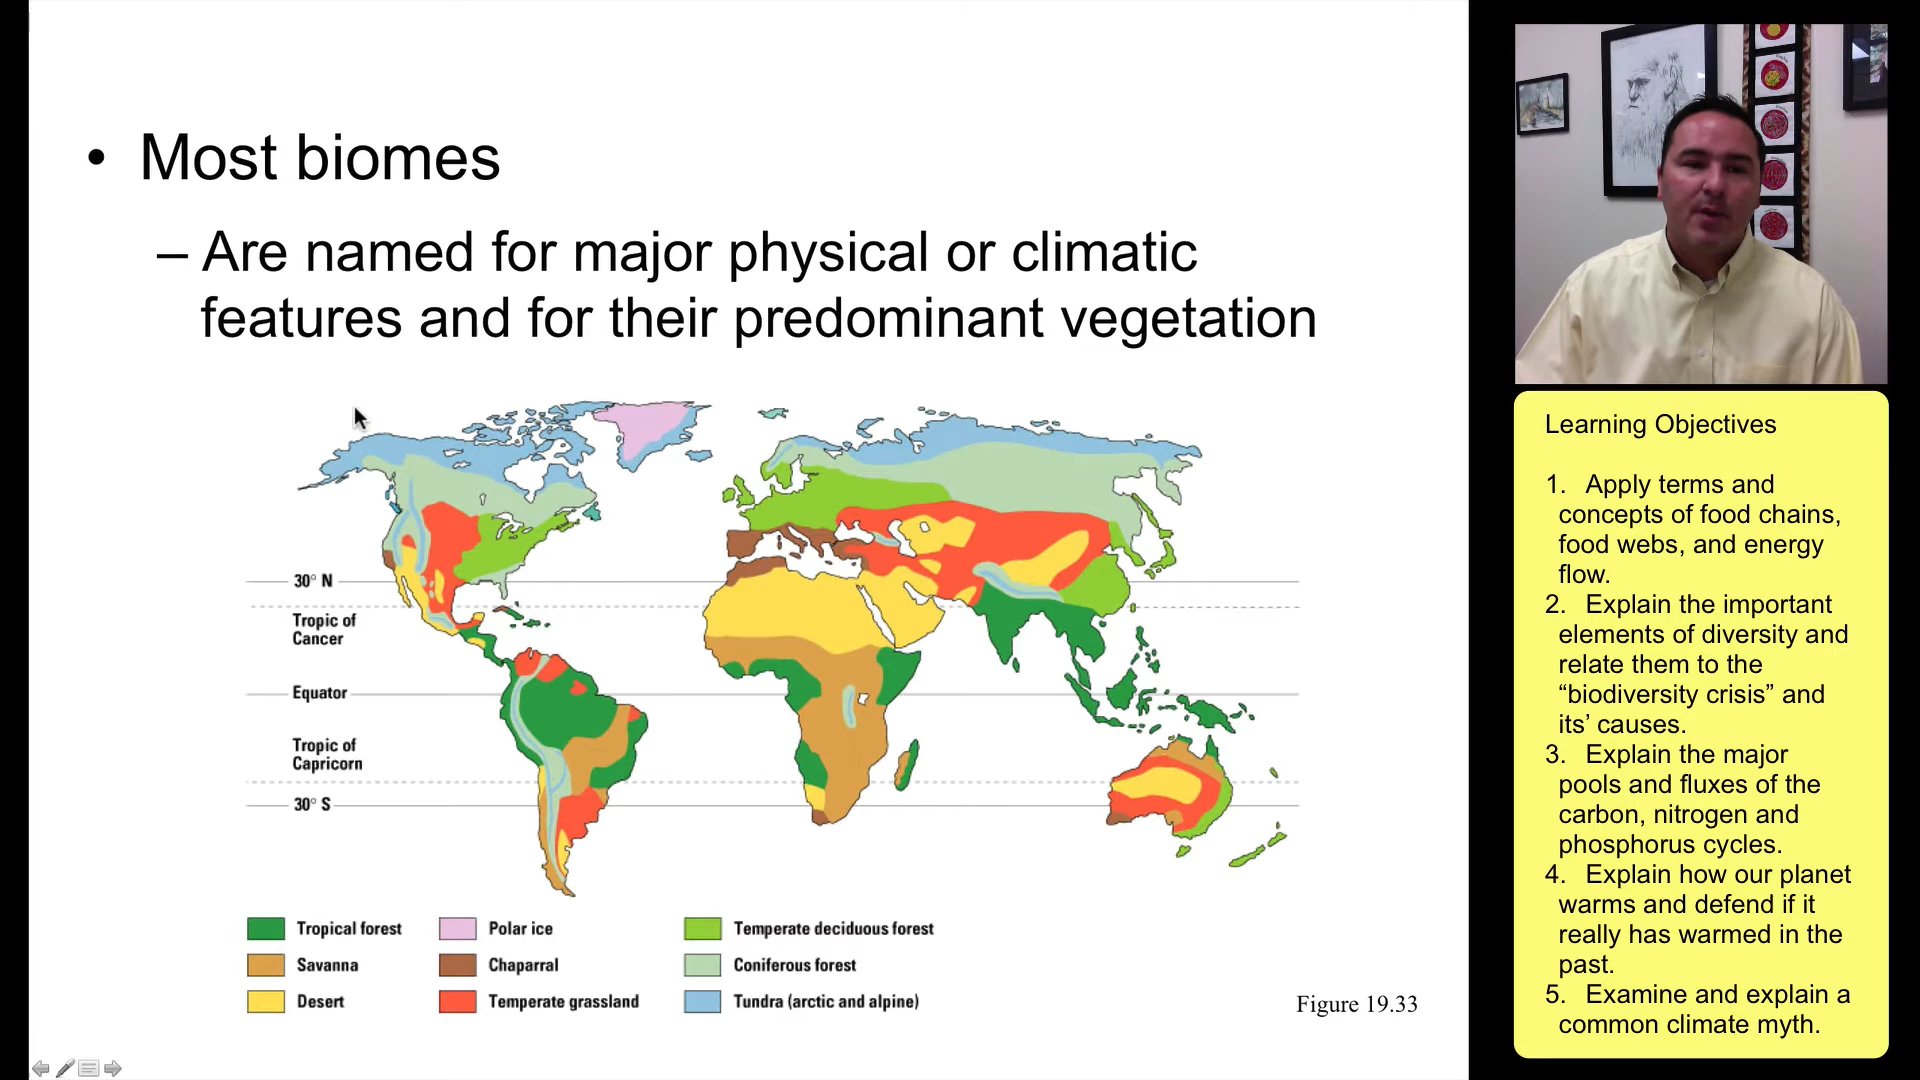 • Most biomes
– Are named for major physical or climatic
features and for their predominant vegetation
30° N
Tropic of
Cancer
Equator
Tropic of
Capricorn
30° S
Tropical forest
Polar ice
Temperate deciduous forest
Savanna
Chaparral
Coniferous forest
Desert
Temperate grassland
Tundra (arctic and alpine)
Figure 19.33
Learning Objectives
1. Apply terms and
concepts of food chains,
food webs, and energy
flow.
2. Explain the important
elements of diversity and
relate them to the
“biodiversity crisis” and
its’ causes.
3. Explain the major
pools and fluxes of the
carbon, nitrogen and
phosphorus cycles.
4. Explain how our planet
warms and defend if it
really has warmed in the
past.
5. Examine and explain a
common climate myth.